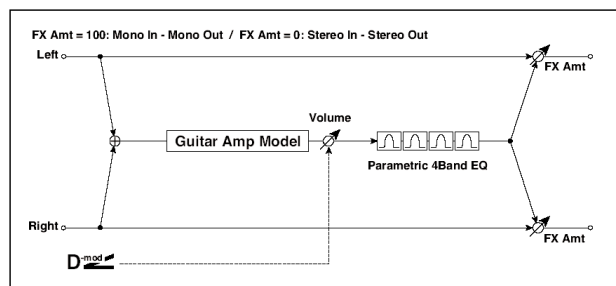 FX Amt = 100: Mono In - Mono Out / FX Amt = 0: Stereo In - Stereo Out
Left
FX Amt
Volume
Guitar Amp Model
Parametric 4Band EQ
Right
FX Amt
D-mod